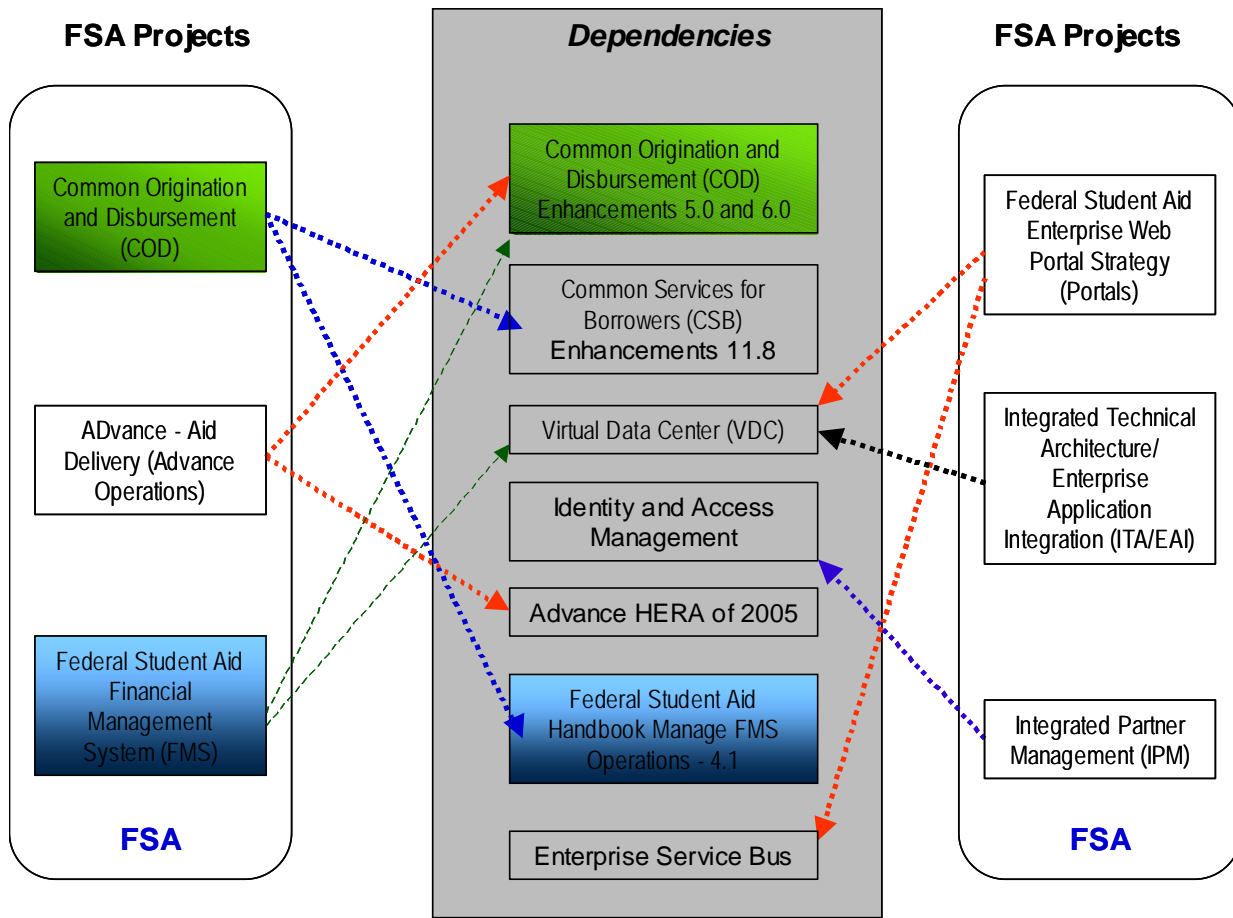 FSA Projects
Common Origination
and Disbursement
(COD)
ADvance - Aid
Delivery (Advance
Operations)
Federal Student Aid
Financial
Management
System (FMS)
FSA
Dependencies
Common Origination and
Disbursement (COD)
Enhancements 5.0 and 6.0
Common Services for
Borrowers (CSB)
Enhancements 11.8
Virtual Data Center (VDC)
Identity and Access
Management
Advance HERA of 2005
Federal Student Aid
Handbook Manage FMS
Operations - 4.1
Enterprise Service Bus
FSA Projects
Federal Student Aid
Enterprise Web
Portal Strategy
(Portals)
Integrated Technical
Architecture/
Enterprise
Application
Integration (ITA/EAI)
Integrated Partner
Management (IPM)
FSA